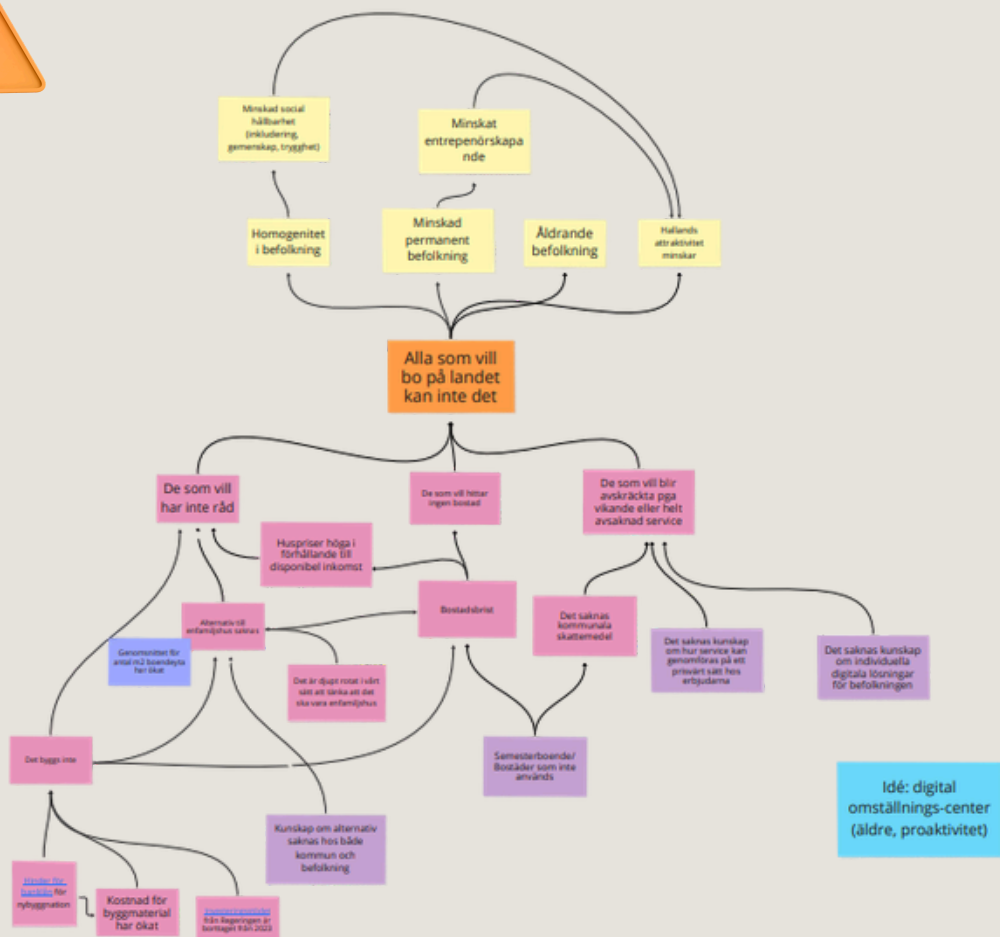 Minskad social
hållbarhet
(inkludering,
gemenskap, trygghet)
Minskat
entrepenörskapa
nde
Homogenitet
i befolkning
Minskad
permanent
befolkning
Åldrande
befolkning
Hallands
attraktivitet
minskar
Alla som vill
bo på landet
kan inte det
De som vill
har inte råd
De som vill hittar
ingen bostad
De som vill blir
avskräckta pga
vikande eller helt
avsaknad service
Huspriser höga i
förhållande till
disponibel inkomst
Bostadsbrist
Det saknas
kommunala
skattemedel
Alternativ till
enfamiljshus saknas
Genomsnittet för
antal m2 boendeyta
har ökat
Det är djupt rotat i vårt
sätt att tänka att det
ska vara enfamiljshus
Det saknas kunskap
om hur service kan
genomföras på ett
prisvärt sätt hos
erbjudarna
Det saknas kunskap
om individuella
digitala lösningar
för befolkningen
Det byggs inte
Semesterboende/
Bostäder som inte
används
Idé: digital
omställnings-center
(äldre, proaktivitet)
Kunskap om alternativ
saknas hos både
kommun och
befolkning
Hinder för
banklån för
nybyggnation
Kostnad för
byggmaterial
har ökat
från Regeringen är
borttaget från 2023